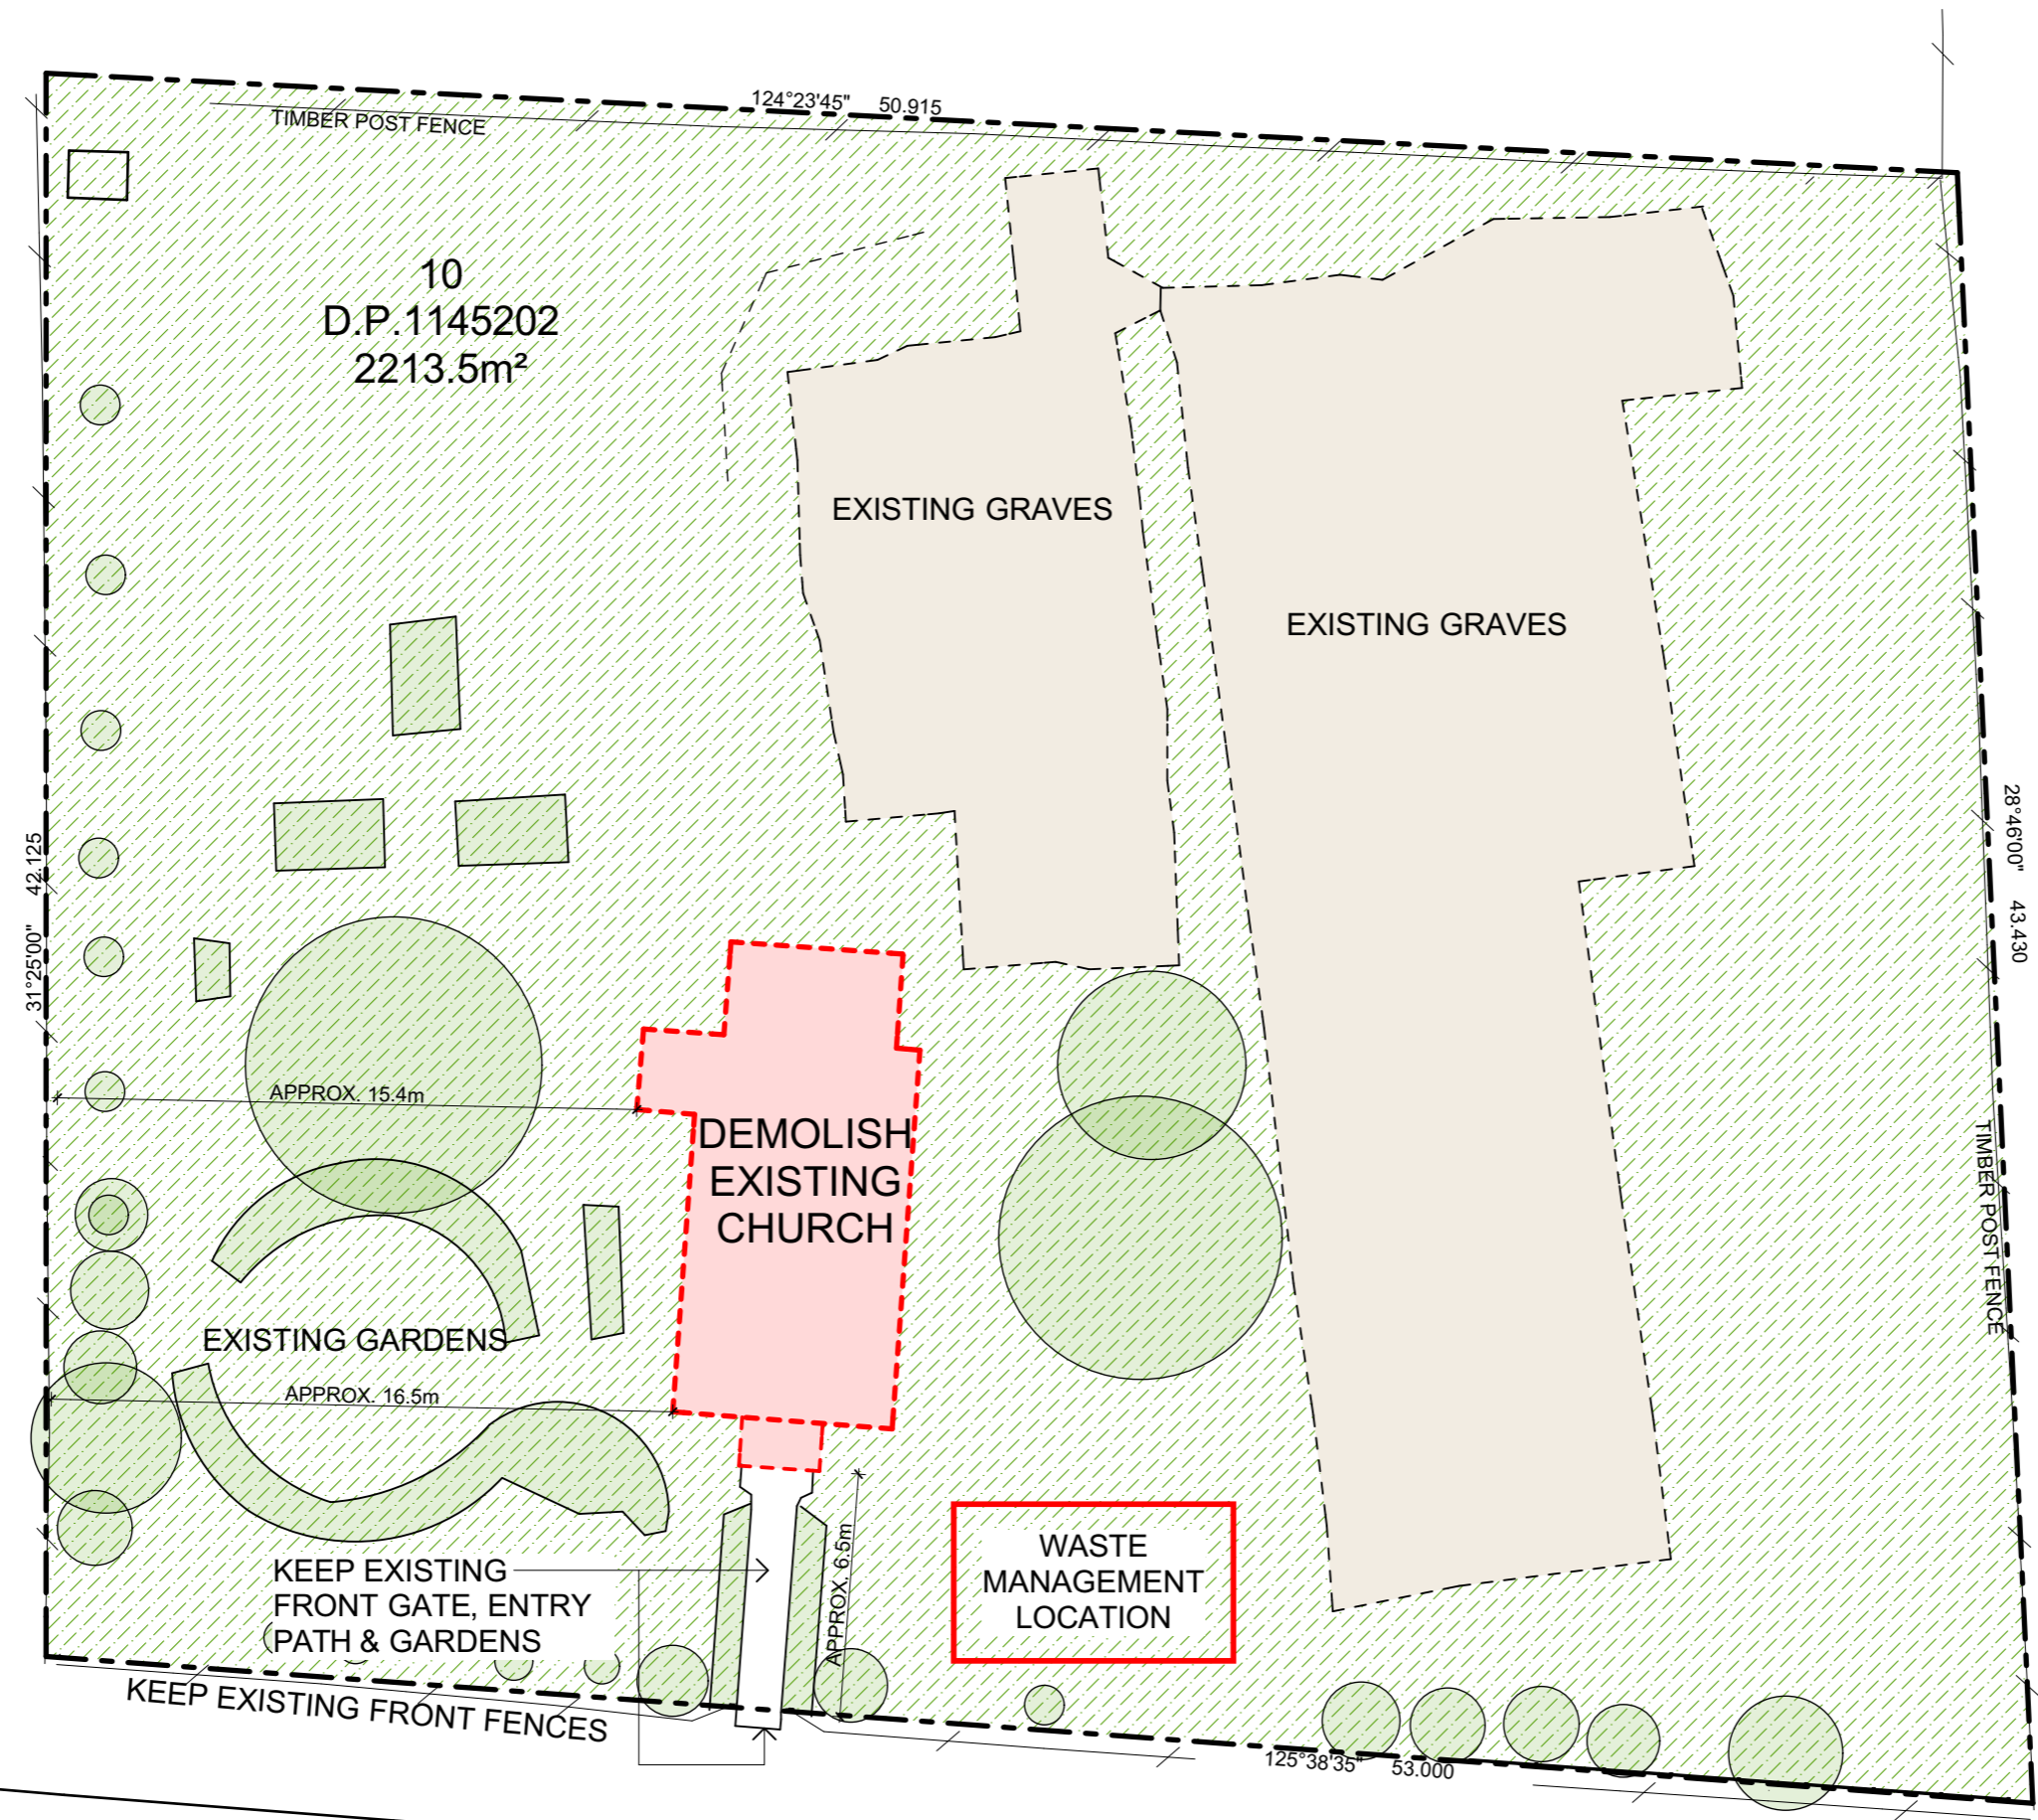 124°23'45" 50.915
TIMBER POST FENCE
10
D.P.1145202
2213.5m²
EXISTING GRAVES
EXISTING GRAVES
31°25'00" 42.125
28°46'00" 43.430
APPROX. 15.4m
DEMOLISH
EXISTING
CHURCH
TIMBER POST FENCE
EXISTING GARDENS
APPROX. 16.5m
APPROX. 6.5m
WASTE
MANAGEMENT
LOCATION
KEEP EXISTING
FRONT GATE, ENTRY
PATH & GARDENS
KEEP EXISTING FRONT FENCES
125°38'35" 53.000